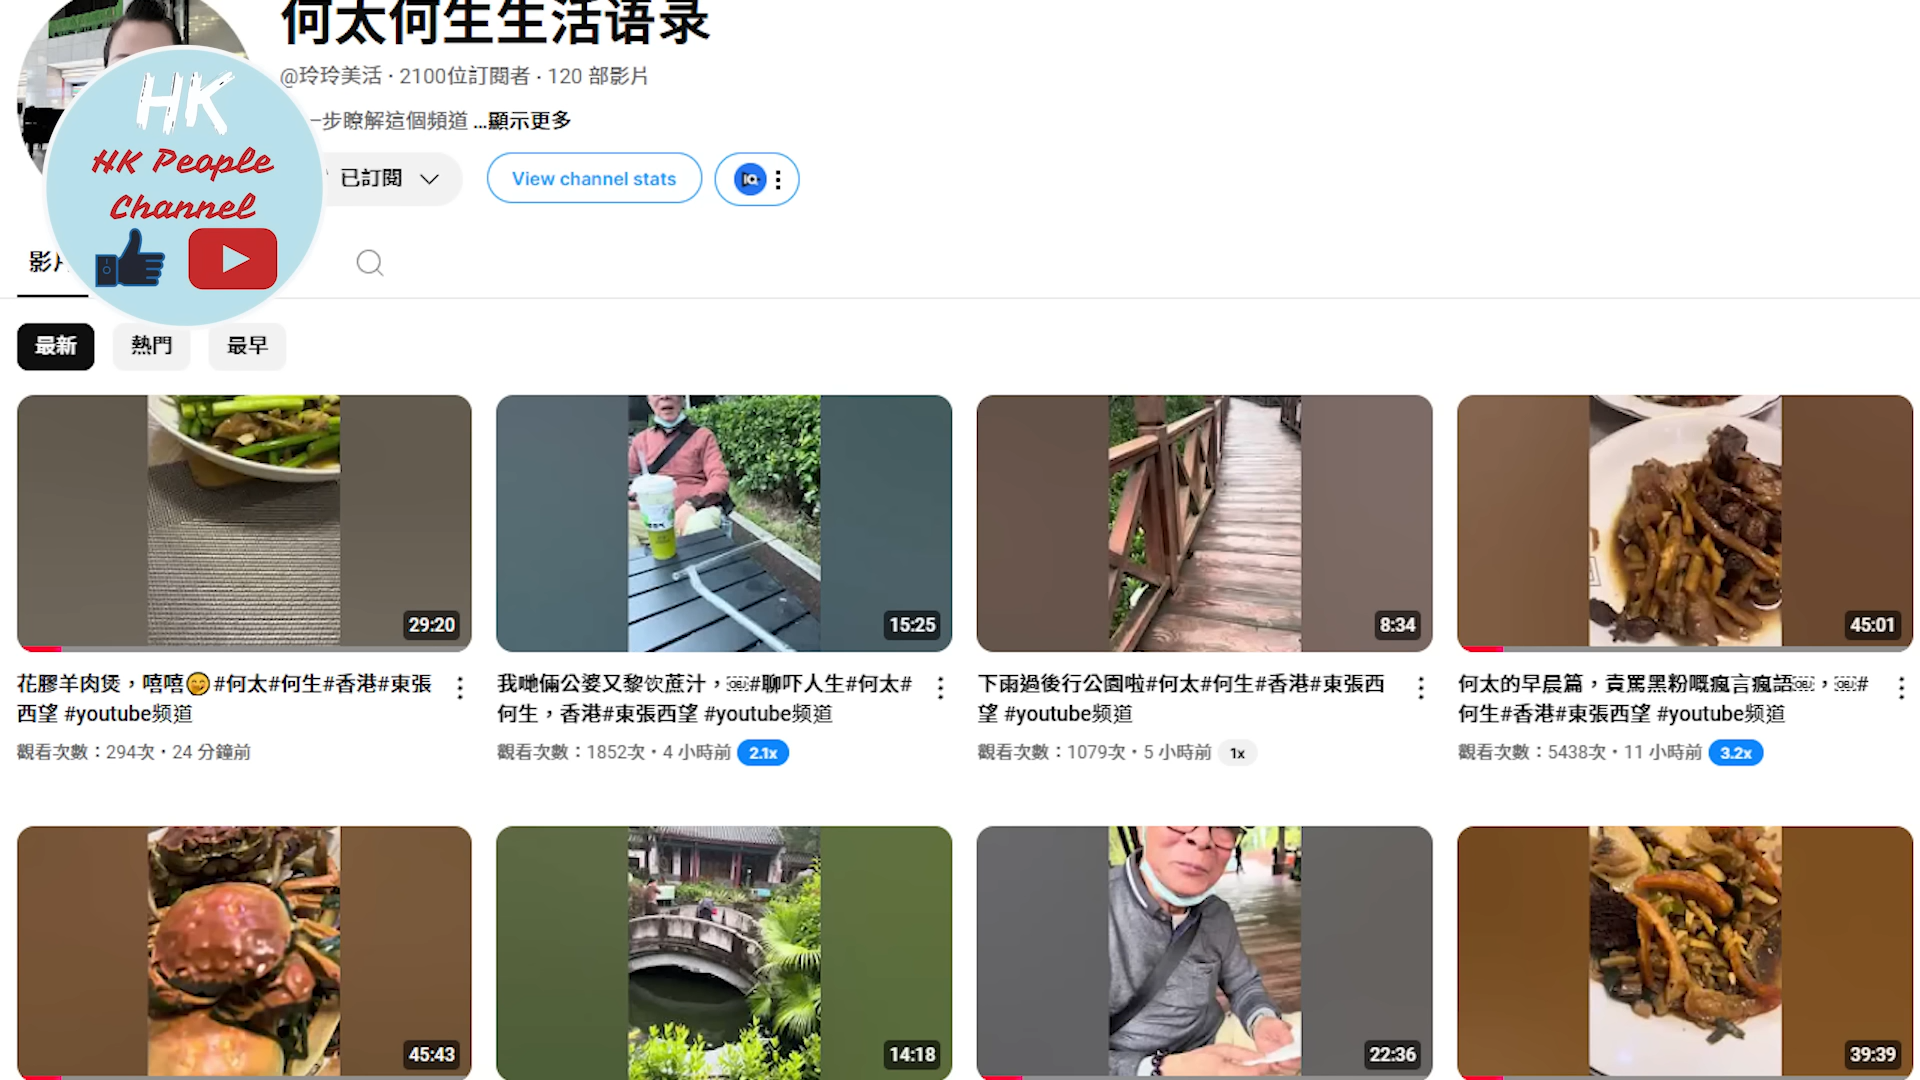 何太何生生活语录
@玲玲美活 · 2100位訂閱者 · 120 部影片
一步瞭解這個頻道 ...顯示更多
HK
HK People
Channel
已訂閱
View channel stats
影片
最新
熱門
最早
29:20
15:25
8:34
45:01
花膠羊肉煲，嘻嘻🤭#何太#何生#香港#東張
西望 #youtube频道
觀看次數：294次・24 分鐘前
我哋倆公婆又黎饮蔗汁，￼#聊吓人生#何太#
何生，香港#東張西望 #youtube频道
觀看次數：1852次・4 小時前 2.1x
下雨過後行公園啦#何太#何生#香港#東張西
望 #youtube频道
觀看次數：1079次・5 小時前 1x
何太的早晨篇，責罵黑粉嘅瘋言瘋語￼，￼#
何生#香港#東張西望 #youtube频道
觀看次數：5438次・11 小時前 3.2x
45:43
14:18
22:36
39:39